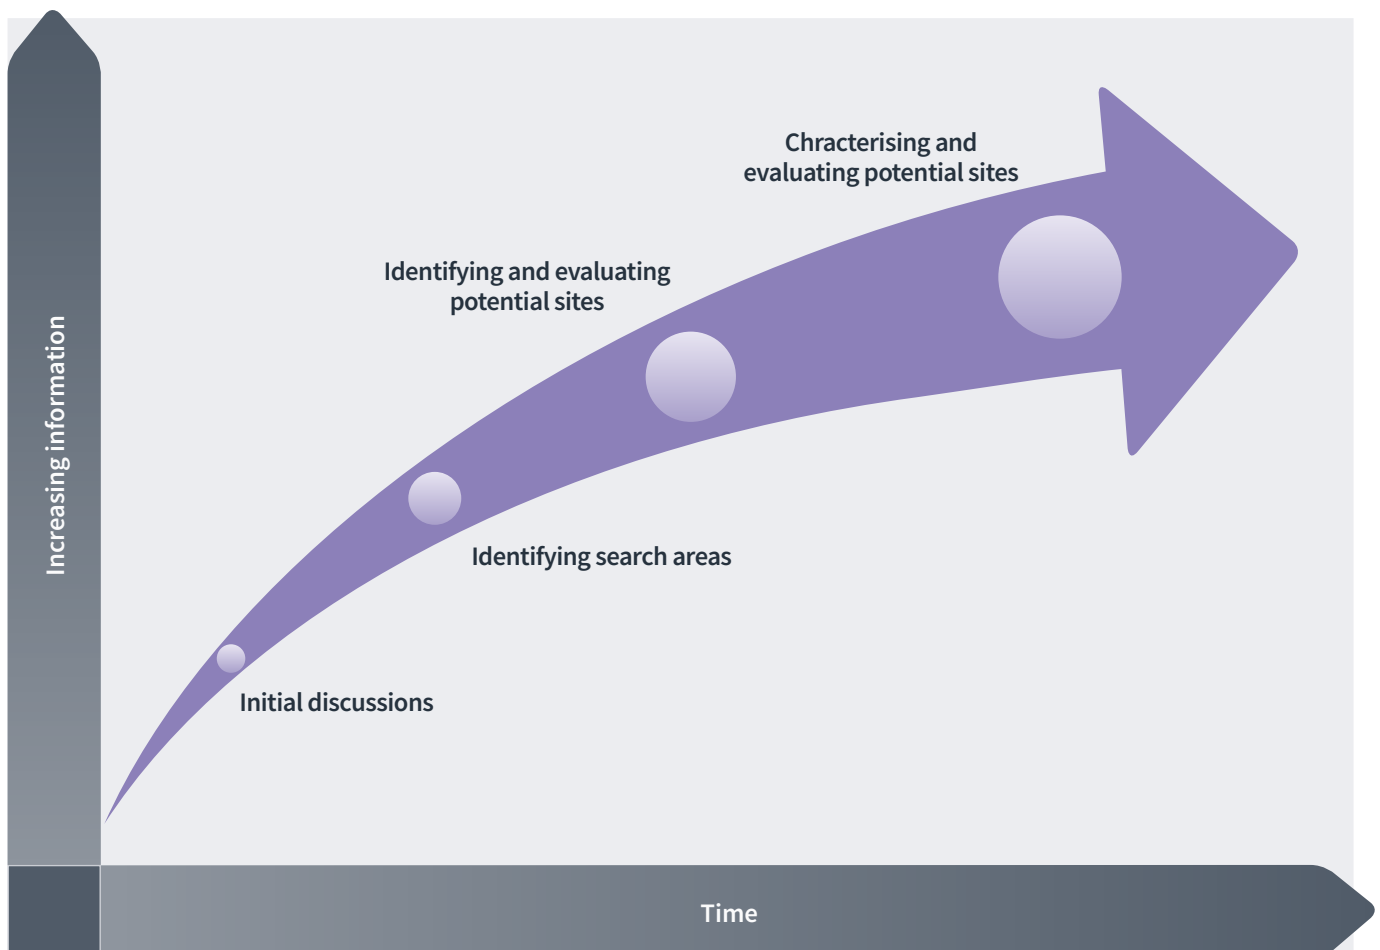 Chracterising and
evaluating potential sites
Identifying and evaluating
potential sites
Increasing information
Identifying search areas
Initial discussions
Time